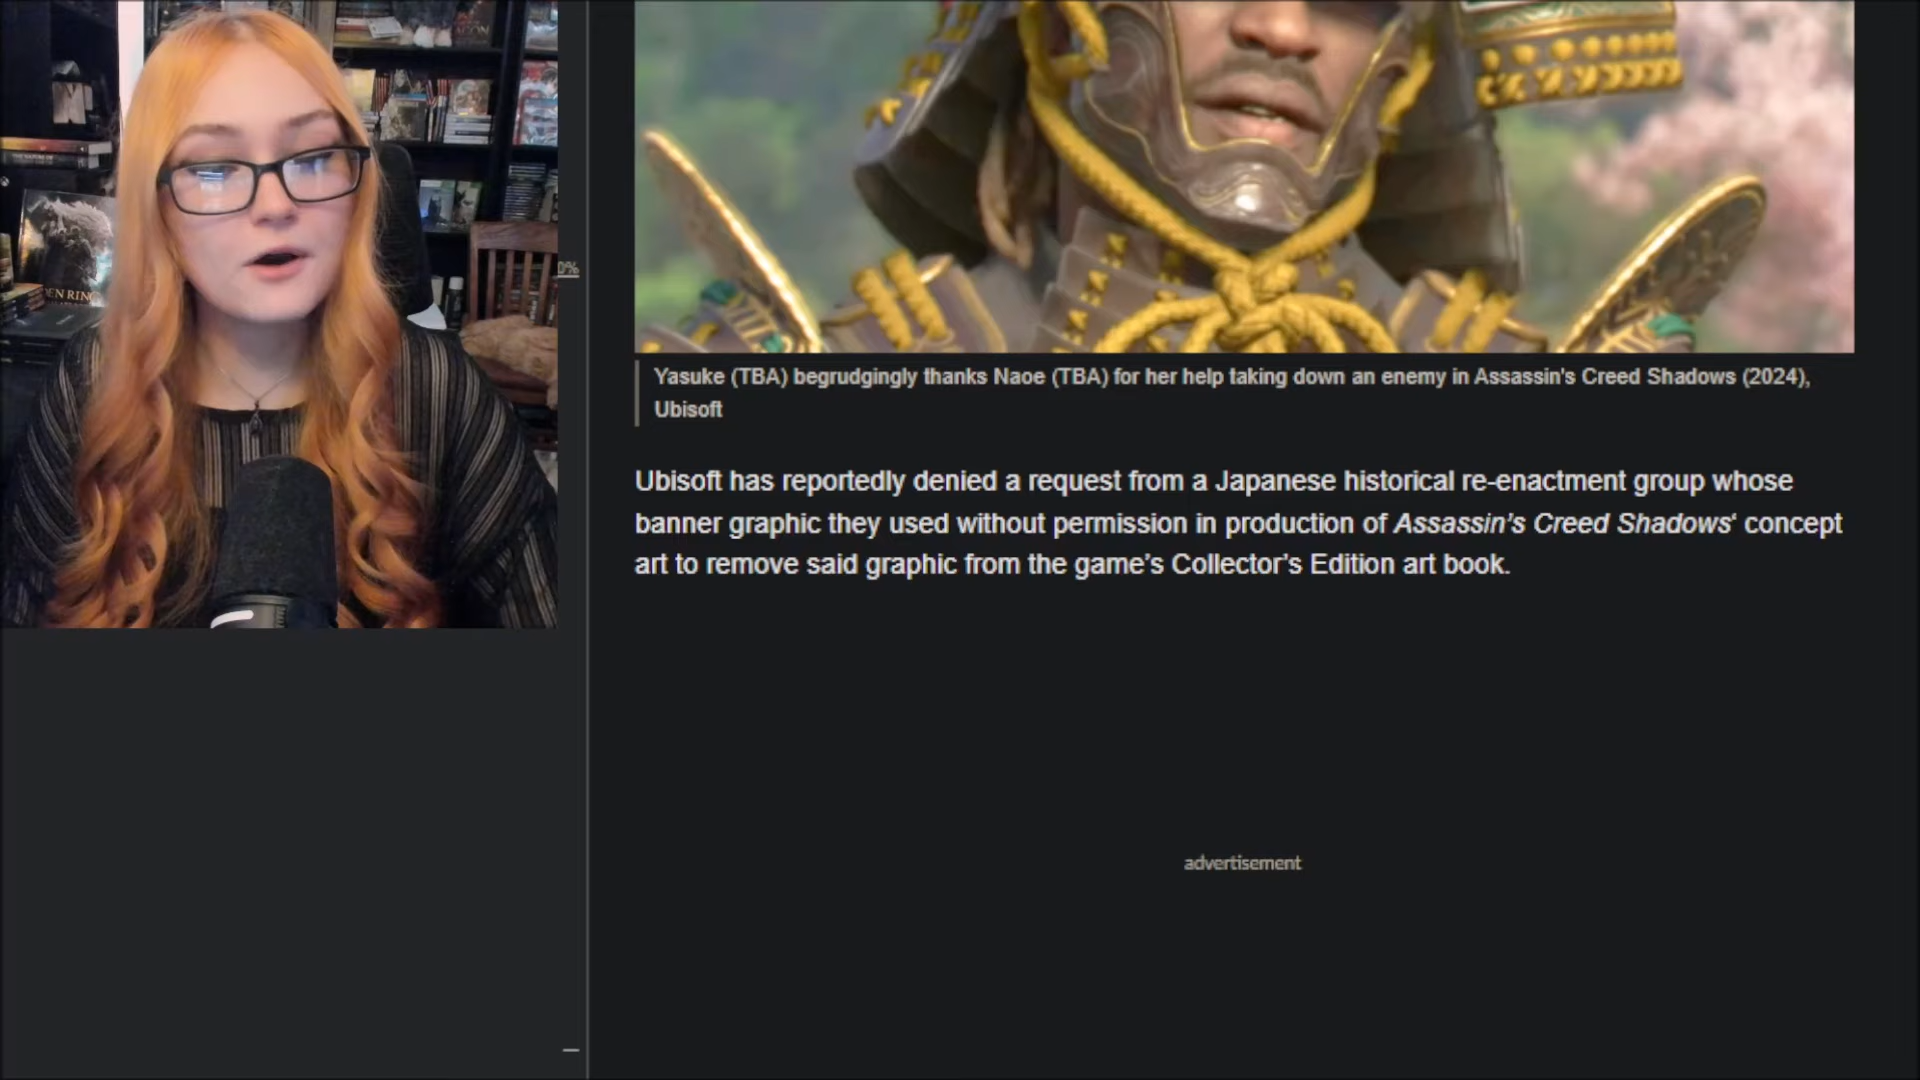 EN RING
0%
Yasuke (TBA) begrudgingly thanks Naoe (TBA) for her help taking down an enemy in Assassin's Creed Shadows (2024),
Ubisoft
Ubisoft has reportedly denied a request from a Japanese historical re-enactment group whose
banner graphic they used without permission in production of Assassin’s Creed Shadows‘ concept
art to remove said graphic from the game’s Collector’s Edition art book.
advertisement